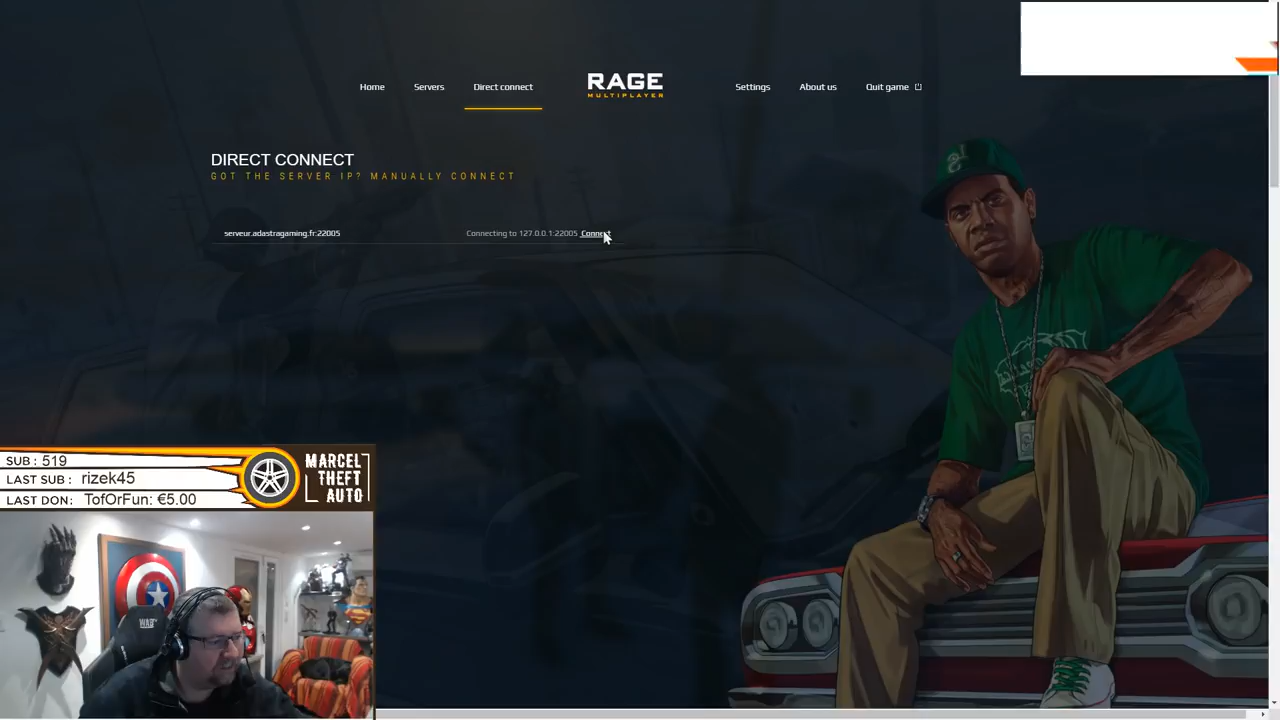 Home Servers Direct connect RAGE MULTIPLAYER Settings About us Quit game
DIRECT CONNECT
GOT THE SERVER IP? MANUALLY CONNECT
serveur.adastragaming.fr:22005 Connecting to 127.0.0.1:22005 Connect
SUB : 519
LAST SUB : rizek45
LAST DON: TofOrFun: €5.00
MARCEL
THEFT
AUTO